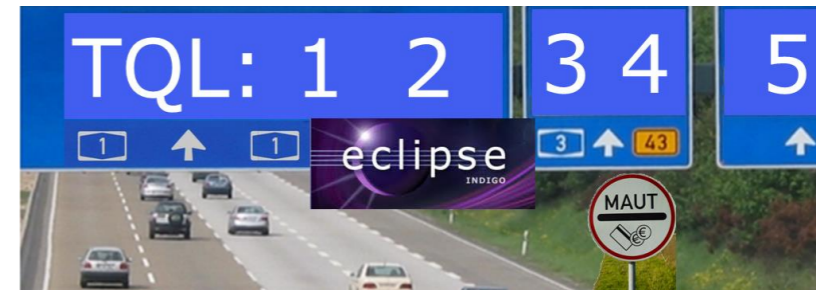 TQL: 1 2 3 4 5
1 1 3 43
eclipse
INDIGO
MAUT
€€